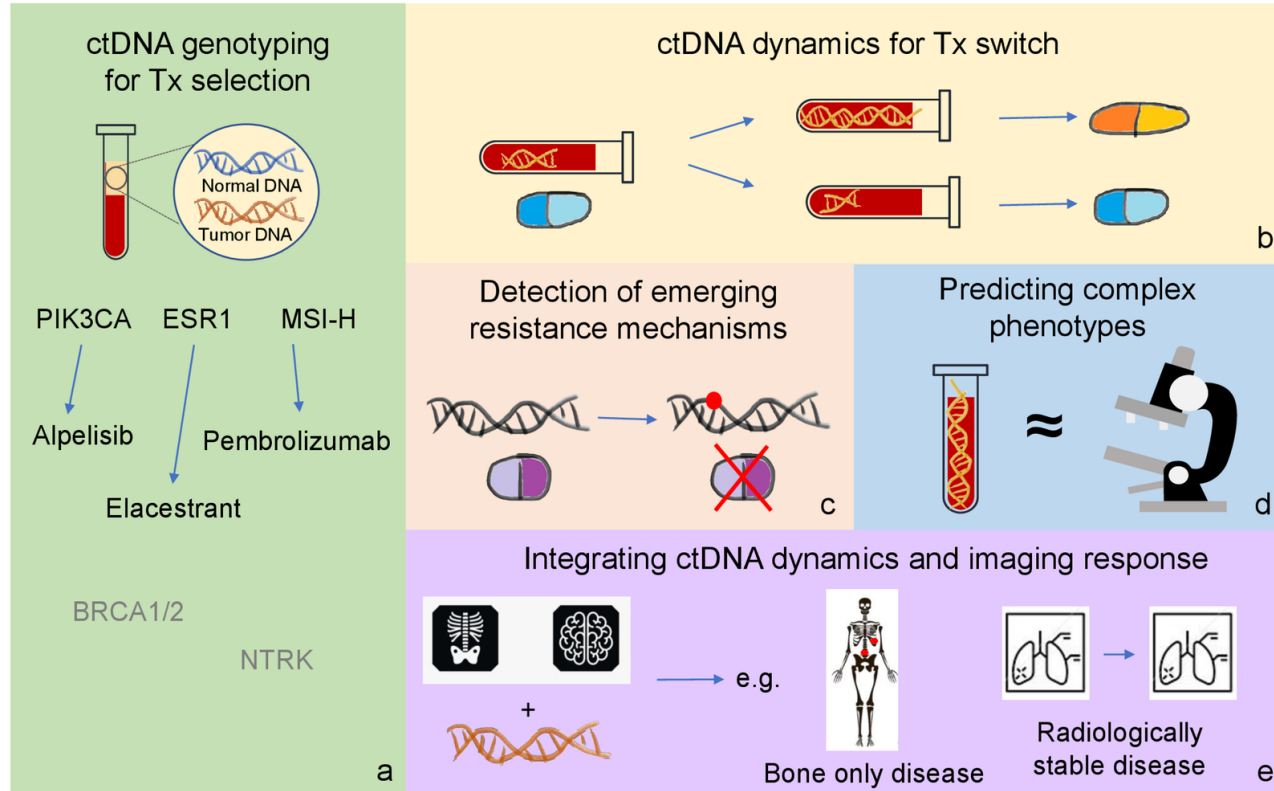 ctDNA genotyping
for Tx selection
Normal DNA
Tumor DNA
PIK3CA ESR1 MSI-H
Alpelisib
Pembrolizumab
Elacestrant
BRCA1/2
NTRK
a
ctDNA dynamics for Tx switch
b
Detection of emerging
resistance mechanisms
c
Predicting complex
phenotypes
≈
d
Integrating ctDNA dynamics and imaging response
+
e.g.
Bone only disease
Radiologically
stable disease
e